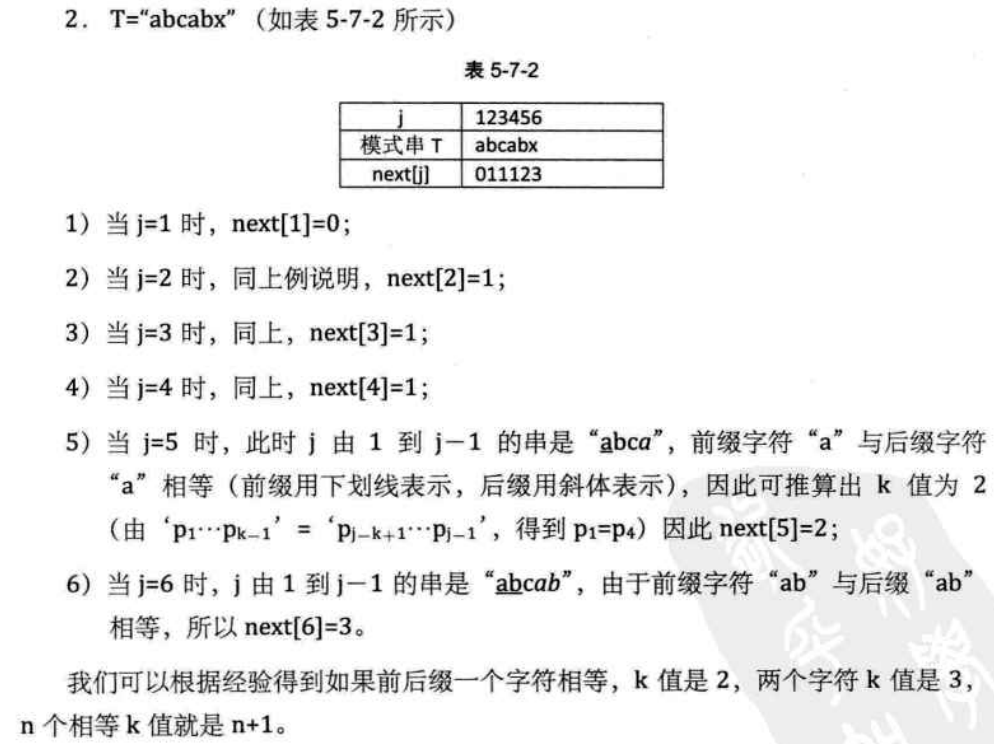 2. T=“abcabx”（如表 5-7-2 所示）
表 5-7-2
j 123456
模式串 T abcabx
next[j] 011123
1）当 j=1 时，next[1]=0；
2）当 j=2 时，同上例说明，next[2]=1；
3）当 j=3 时，同上，next[3]=1；
4）当 j=4 时，同上，next[4]=1；
5）当 j=5 时，此时 j 由 1 到 j−1 的串是“abca”，前缀字符“a”与后缀字符
“a”相等（前缀用下划线表示，后缀用斜体表示），因此可推算出 k 值为 2
（由‘p₁⋯pₖ₋₁’=‘pⱼ₋ₖ₊₁⋯pⱼ₋₁’，得到 p₁=p₄）因此 next[5]=2；
6）当 j=6 时，j 由 1 到 j−1 的串是“abcab”，由于前缀字符“ab”与后缀“ab”
相等，所以 next[6]=3。
我们可以根据经验得到如果前后缀一个字符相等，k 值是 2，两个字符 k 值是 3，
n 个相等 k 值就是 n+1。